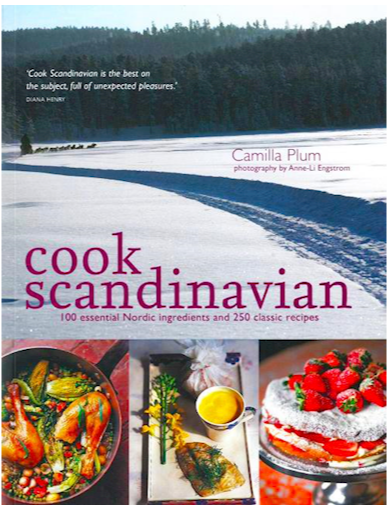 'Cook Scandinavian is the best on
the subject, full of unexpected pleasures.'
DIANA HENRY
Camilla Plum
photography by Anne-Li Engstrom
cook
scandinavian
100 essential Nordic ingredients and 250 classic recipes